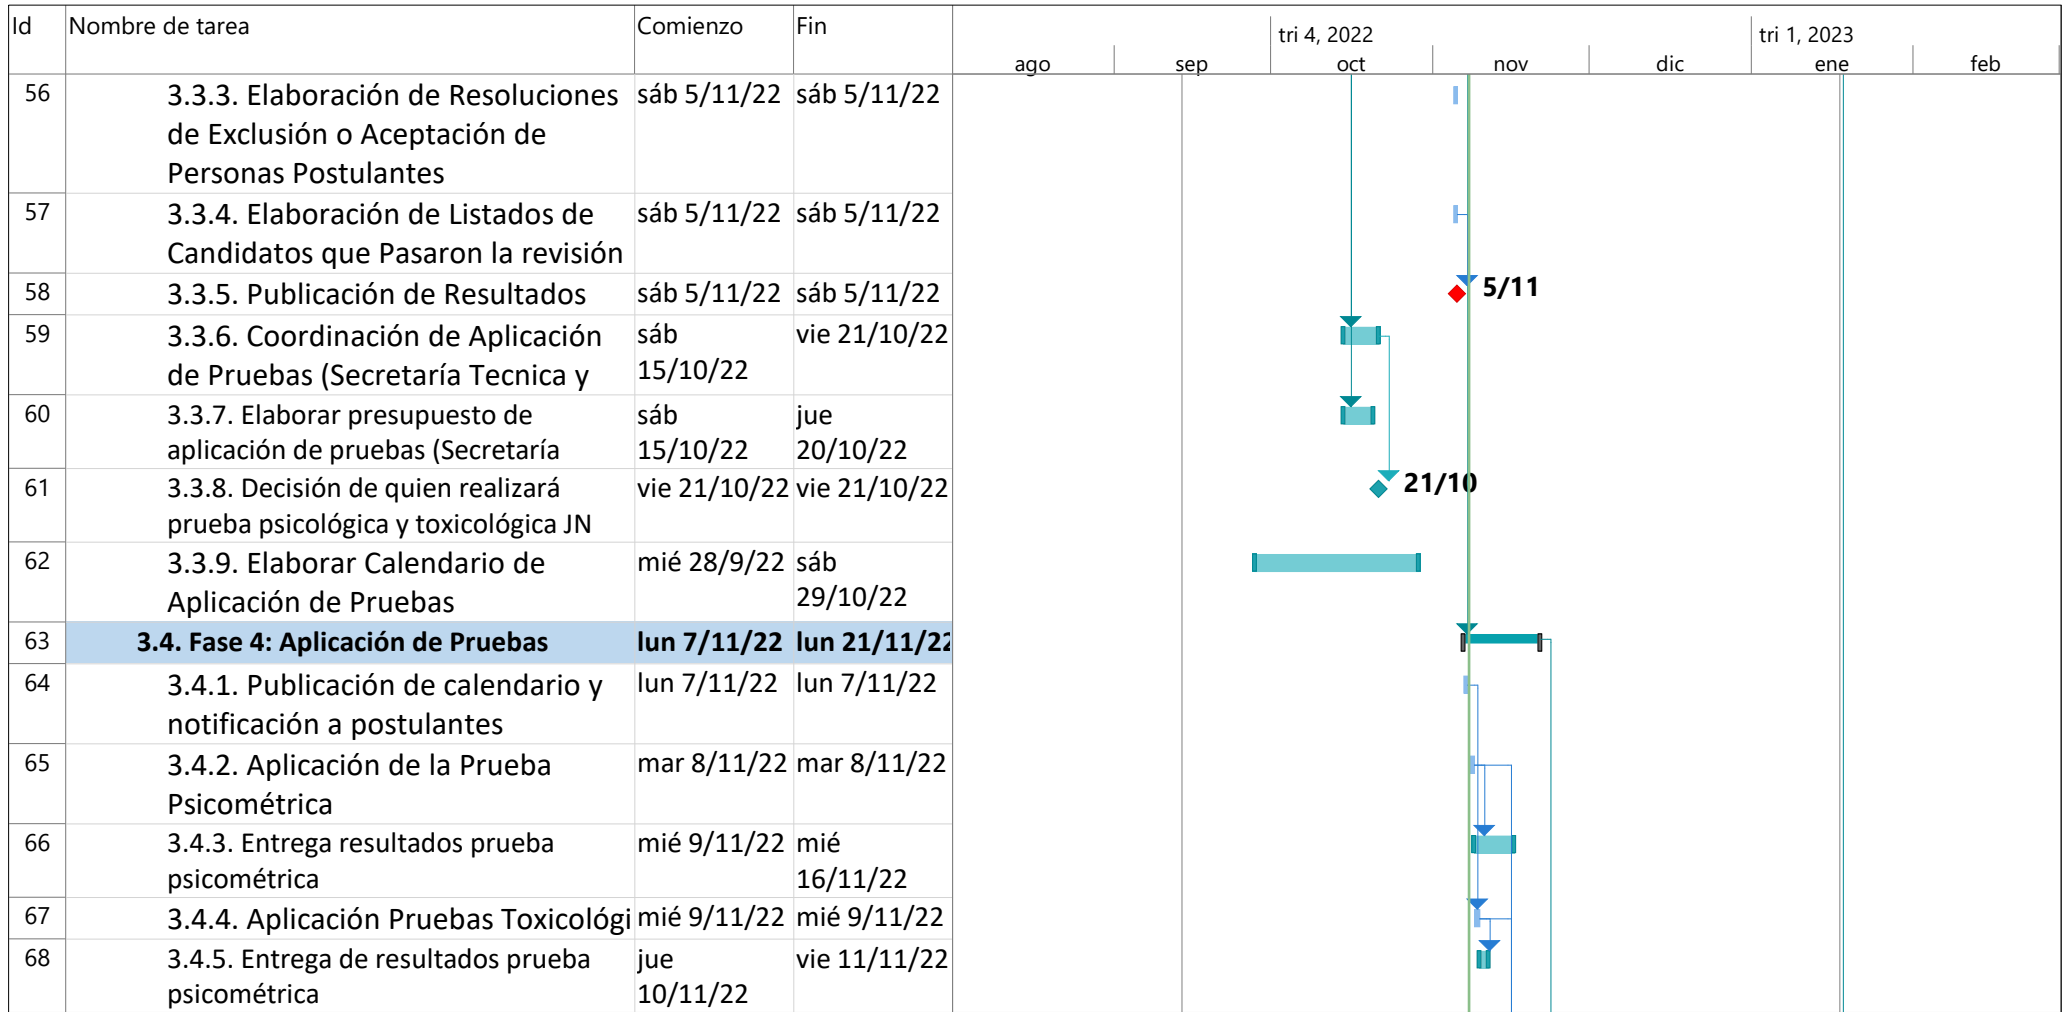 Id Nombre de tarea Comienzo Fin
tri 4, 2022 tri 1, 2023
ago sep oct nov dic ene feb
56 3.3.3. Elaboración de Resoluciones sáb 5/11/22 sáb 5/11/22
de Exclusión o Aceptación de
Personas Postulantes
57 3.3.4. Elaboración de Listados de sáb 5/11/22 sáb 5/11/22
Candidatos que Pasaron la revisión
58 3.3.5. Publicación de Resultados sáb 5/11/22 sáb 5/11/22 5/11
59 3.3.6. Coordinación de Aplicación sáb vie 21/10/22
de Pruebas (Secretaría Tecnica y 15/10/22
60 3.3.7. Elaborar presupuesto de sáb jue
aplicación de pruebas (Secretaría 15/10/22 20/10/22
61 3.3.8. Decisión de quien realizará vie 21/10/22 vie 21/10/22 21/10
prueba psicológica y toxicológica JN
62 3.3.9. Elaborar Calendario de mié 28/9/22 sáb
Aplicación de Pruebas 29/10/22
63 3.4. Fase 4: Aplicación de Pruebas lun 7/11/22 lun 21/11/22
64 3.4.1. Publicación de calendario y lun 7/11/22 lun 7/11/22
notificación a postulantes
65 3.4.2. Aplicación de la Prueba mar 8/11/22 mar 8/11/22
Psicométrica
66 3.4.3. Entrega resultados prueba mié 9/11/22 mié
psicométrica 16/11/22
67 3.4.4. Aplicación Pruebas Toxicológi mié 9/11/22 mié 9/11/22
68 3.4.5. Entrega de resultados prueba jue vie 11/11/22
psicométrica 10/11/22